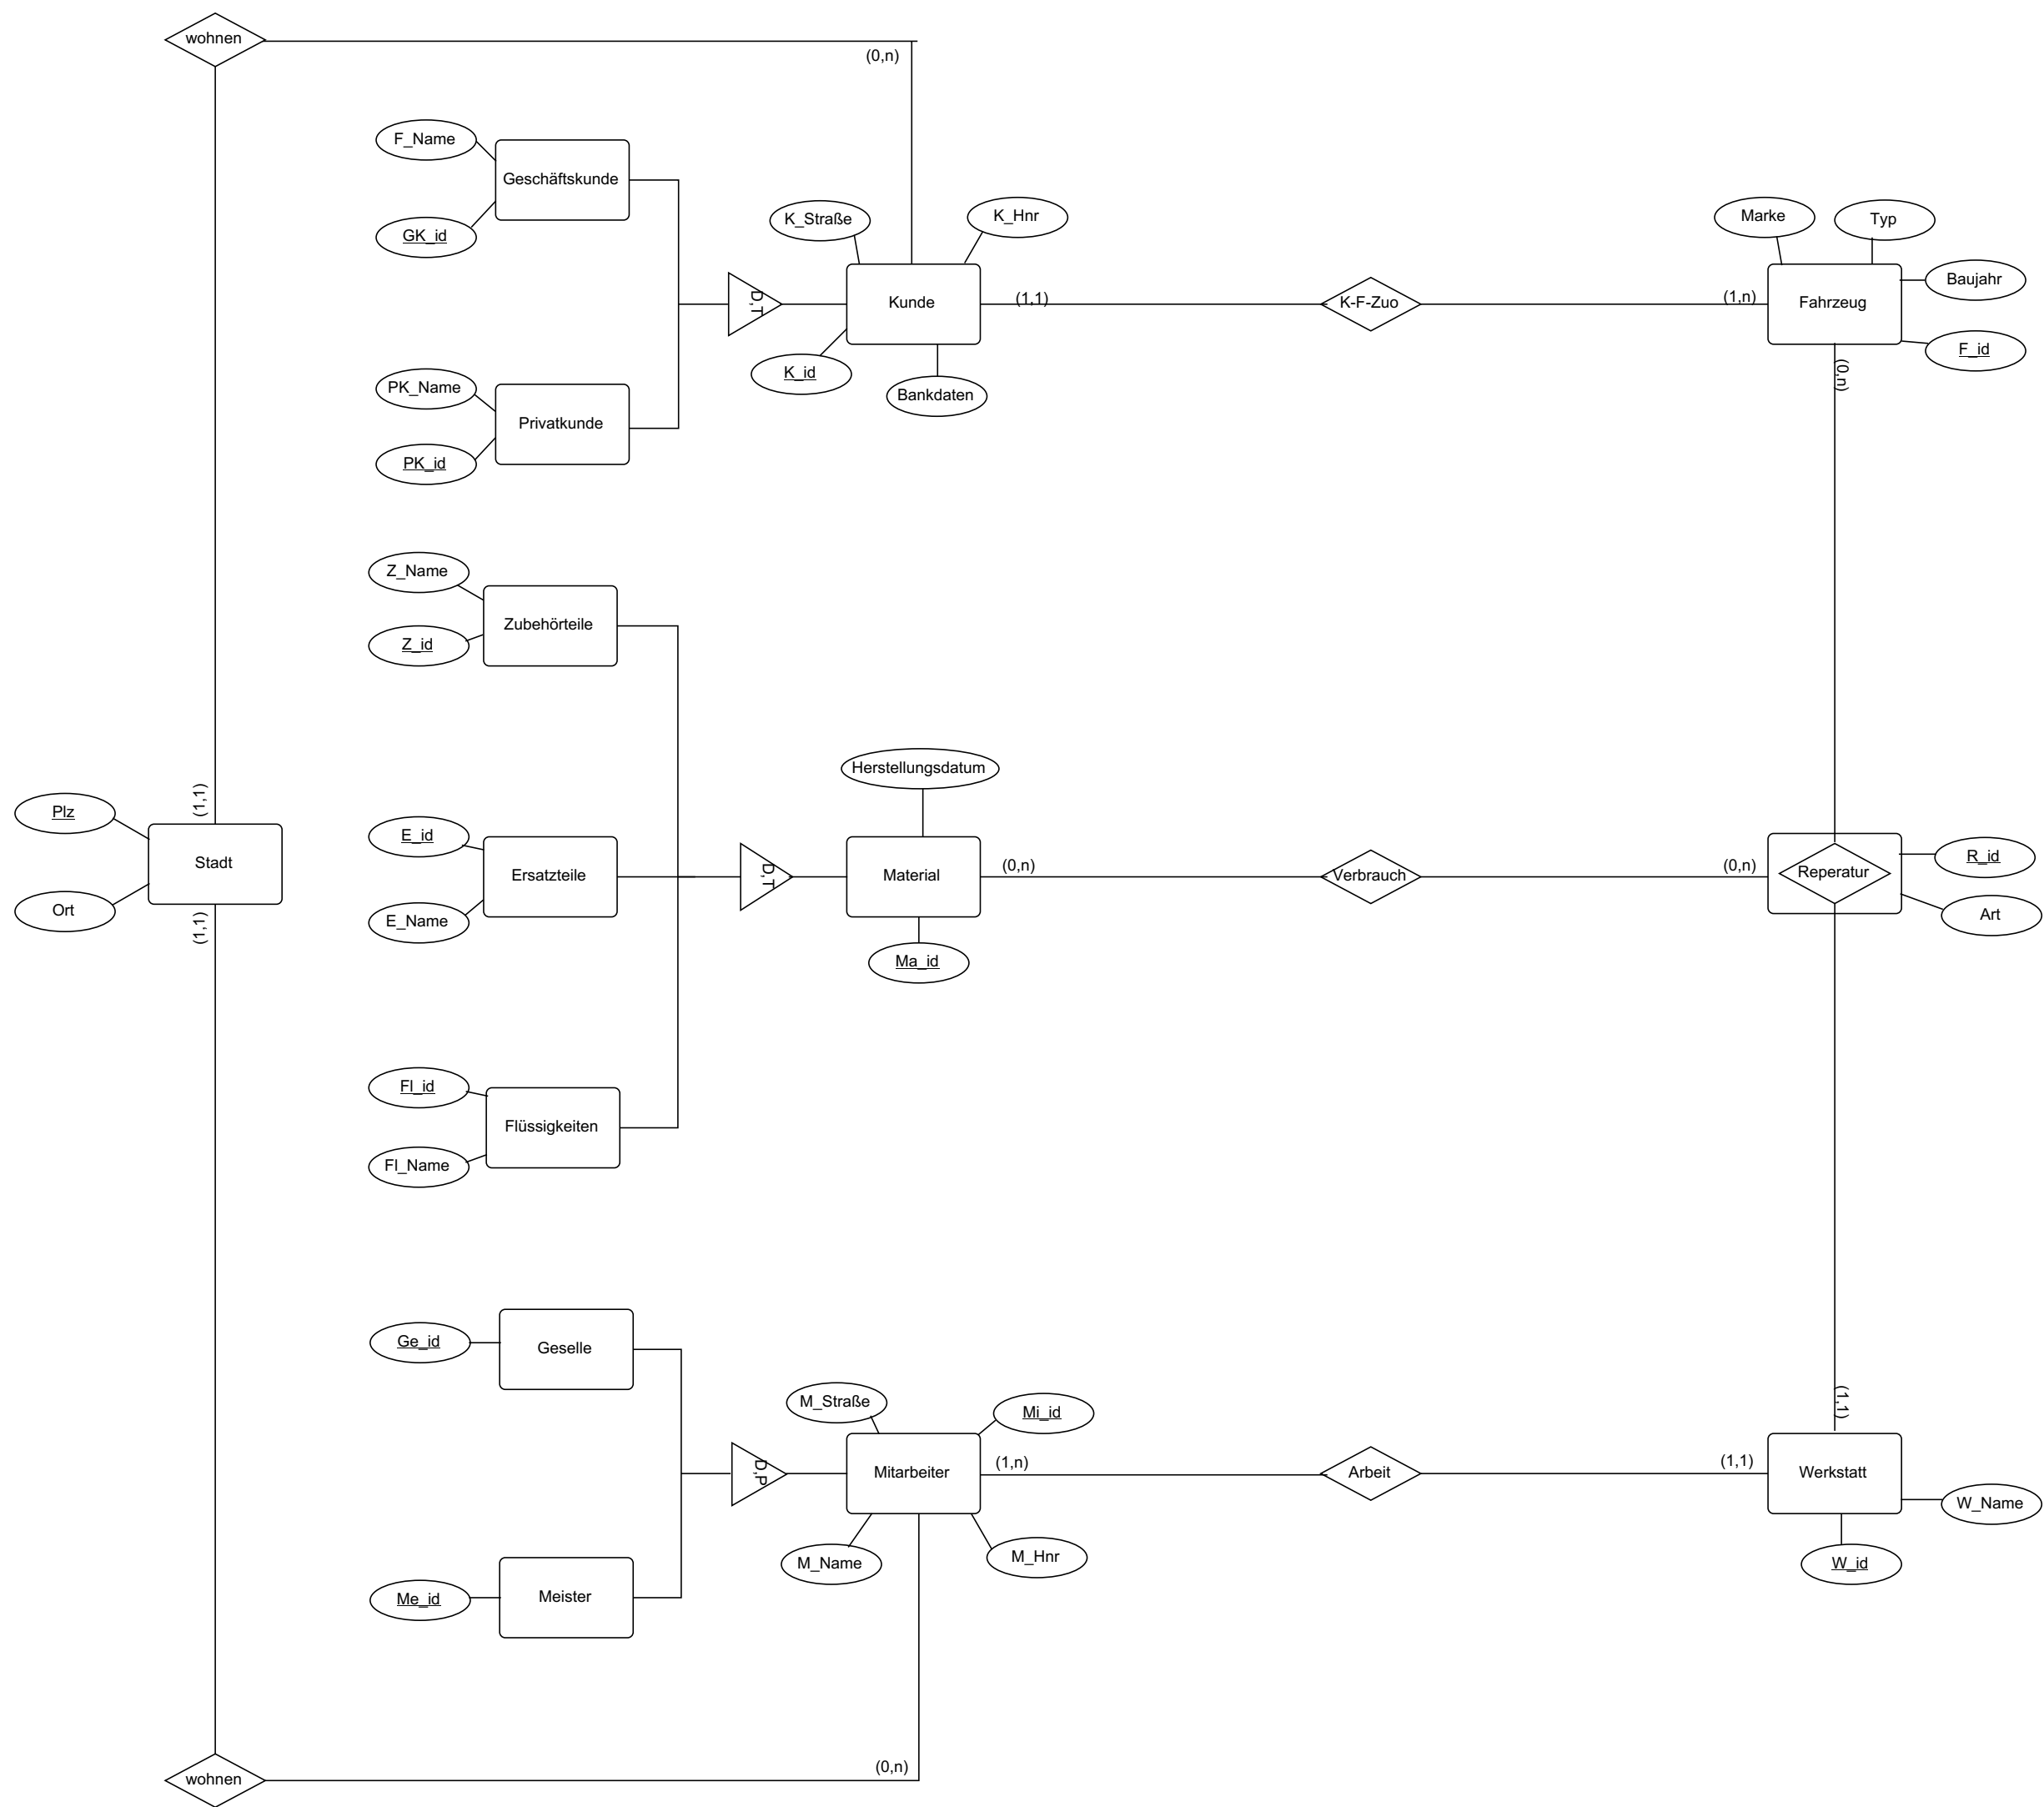 wohnen
(0,n)
F_Name
Geschäftskunde
GK_id
K_Straße
K_Hnr
Marke
Typ
D,T
Kunde
(1,1)
K-F-Zuo
(1,n)
Fahrzeug
Baujahr
F_id
K_id
Bankdaten
(0,n)
PK_Name
Privatkunde
PK_id
Z_Name
Zubehörteile
Z_id
Herstellungsdatum
(1,1)
Plz
Stadt
Ort
(1,1)
E_id
Ersatzteile
E_Name
D,T
Material
(0,n)
Verbrauch
(0,n)
Reperatur
R_id
Art
Ma_id
Fl_id
Flüssigkeiten
Fl_Name
Ge_id
Geselle
M_Straße
Mi_id
(1,1)
D,P
Mitarbeiter
(1,n)
Arbeit
(1,1)
Werkstatt
W_Name
M_Name
M_Hnr
W_id
Me_id
Meister
wohnen
(0,n)